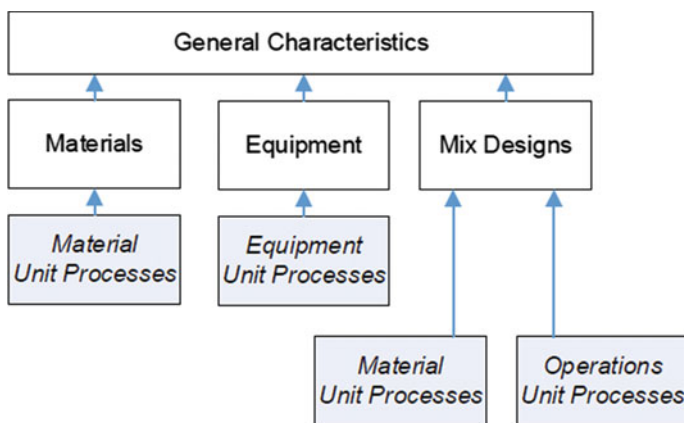 General Characteristics
Materials
Equipment
Mix Designs
Material
Unit Processes
Equipment
Unit Processes
Material
Unit Processes
Operations
Unit Processes